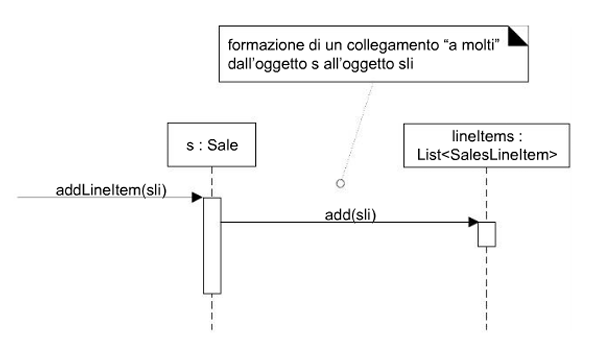 formazione di un collegamento “a molti”
dall’oggetto s all’oggetto sli
s : Sale
lineItems :
List<SalesLineItem>
addLineItem(sli)
add(sli)